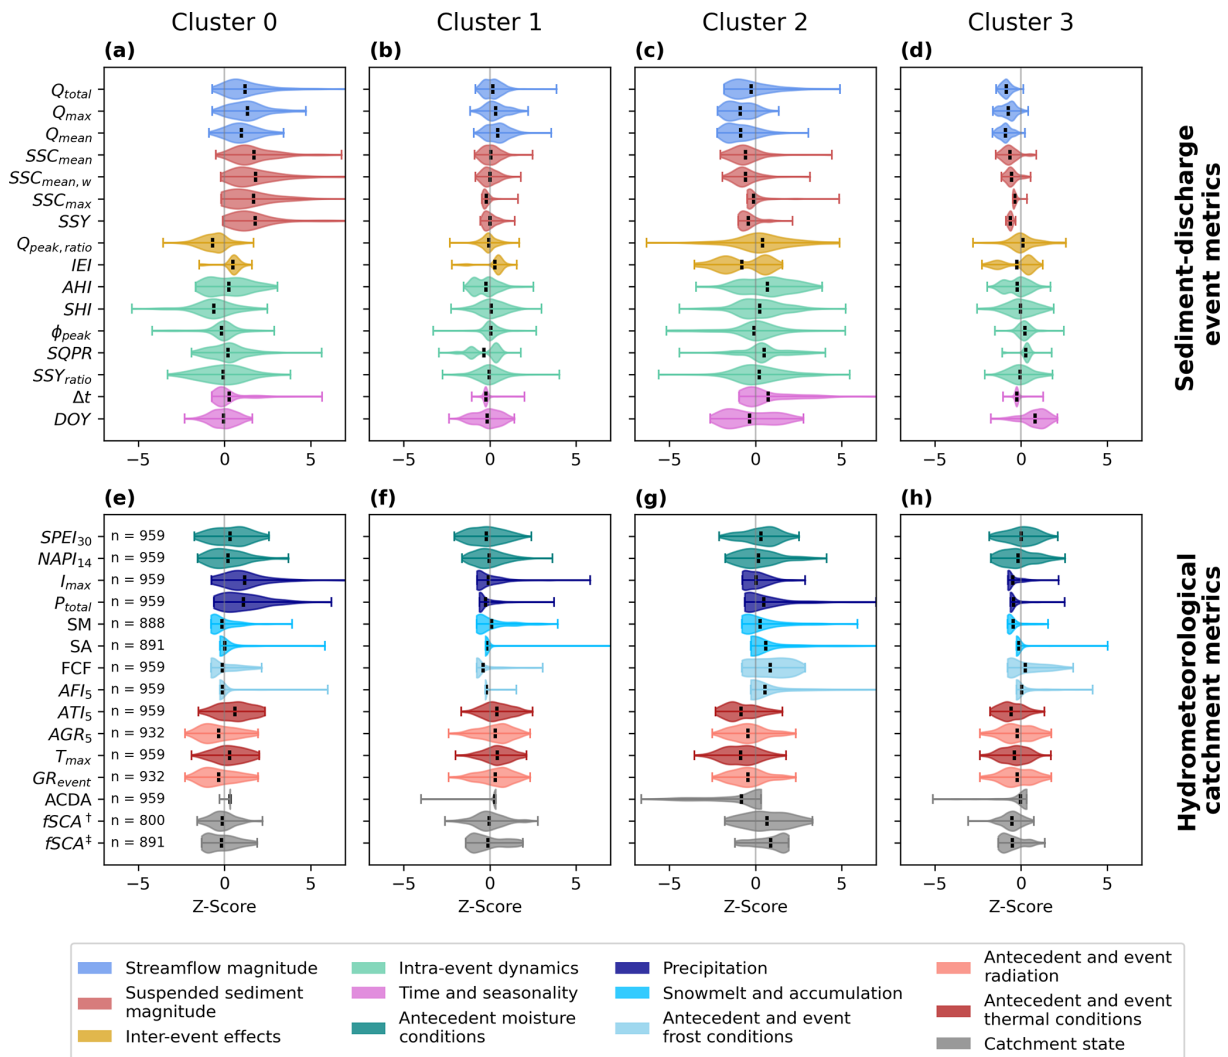 Cluster 0
Cluster 1
Cluster 2
Cluster 3
(a)
(b)
(c)
(d)
Q_total
Q_max
Q_mean
SSC_mean
SSC_mean,w
SSC_max
SSY
Q_peak,ratio
IEI
AHI
SHI
ϕ_peak
SQPR
SSY_ratio
Δt
DOY
−5 0 5
−5 0 5
−5 0 5
−5 0 5
Sediment-discharge
event metrics
(e)
(f)
(g)
(h)
SPEI_30 n = 959
NAPI_14 n = 959
I_max n = 959
P_total n = 959
SM n = 888
SA n = 891
FCF n = 959
AFI_5 n = 959
ATI_5 n = 959
AGR_5 n = 932
T_max n = 959
GR_event n = 932
ACDA n = 959
fSCA† n = 800
fSCA‡ n = 891
−5 0 5
−5 0 5
−5 0 5
−5 0 5
Z-Score
Z-Score
Z-Score
Z-Score
Hydrometeorological
catchment metrics
Streamflow magnitude
Suspended sediment
magnitude
Inter-event effects
Intra-event dynamics
Time and seasonality
Antecedent moisture
conditions
Precipitation
Snowmelt and accumulation
Antecedent and event
frost conditions
Antecedent and event
radiation
Antecedent and event
thermal conditions
Catchment state